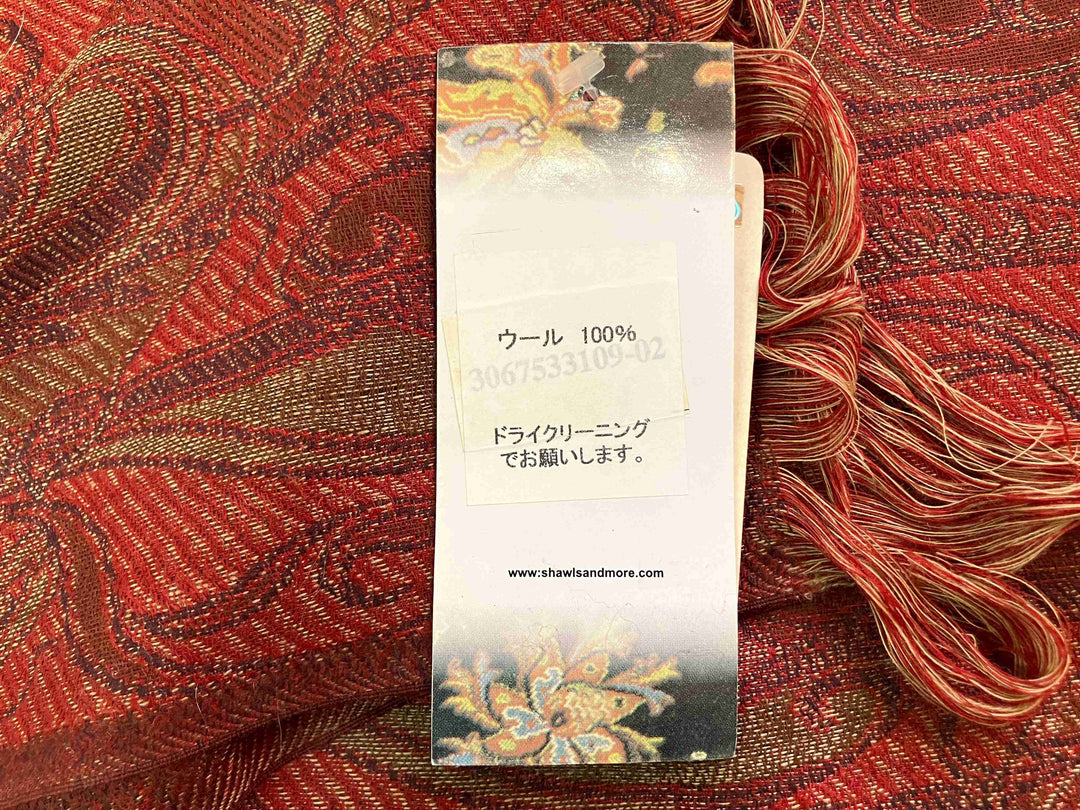 ウール 100%
3067533109-02
ドライクリーニング
でお願いします。
www:shawlsandmore.com